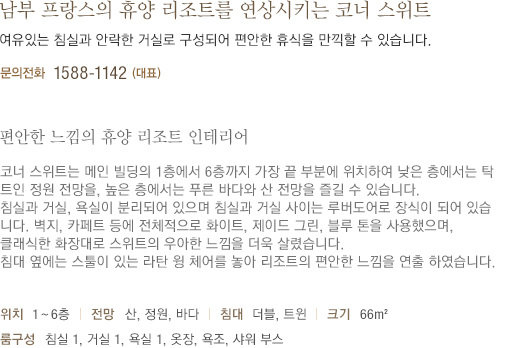 남부 프랑스의 휴양 리조트를 연상시키는 코너 스위트
여유있는 침실과 안락한 거실로 구성되어 편안한 휴식을 만끽할 수 있습니다.
문의전화 1588-1142 (대표)
편안한 느낌의 휴양 리조트 인테리어
코너 스위트는 메인 빌딩의 1층에서 6층까지 가장 끝 부분에 위치하여 낮은 층에서는 탁
트인 정원 전망을, 높은 층에서는 푸른 바다와 산 전망을 즐길 수 있습니다.
침실과 거실, 욕실이 분리되어 있으며 침실과 거실 사이는 루버도어로 장식이 되어 있습
니다. 벽지, 카페트 등에 전체적으로 화이트, 제이드 그린, 블루 톤을 사용했으며,
클래식한 화장대로 스위트의 우아한 느낌을 더욱 살렸습니다.
침대 옆에는 스툴이 있는 라탄 윙 체어를 놓아 리조트의 편안한 느낌을 연출 하였습니다.
위치 1~6층 | 전망 산, 정원, 바다 | 침대 더블, 트윈 | 크기 66m²
룸구성 침실 1, 거실 1, 욕실 1, 옷장, 욕조, 샤워 부스